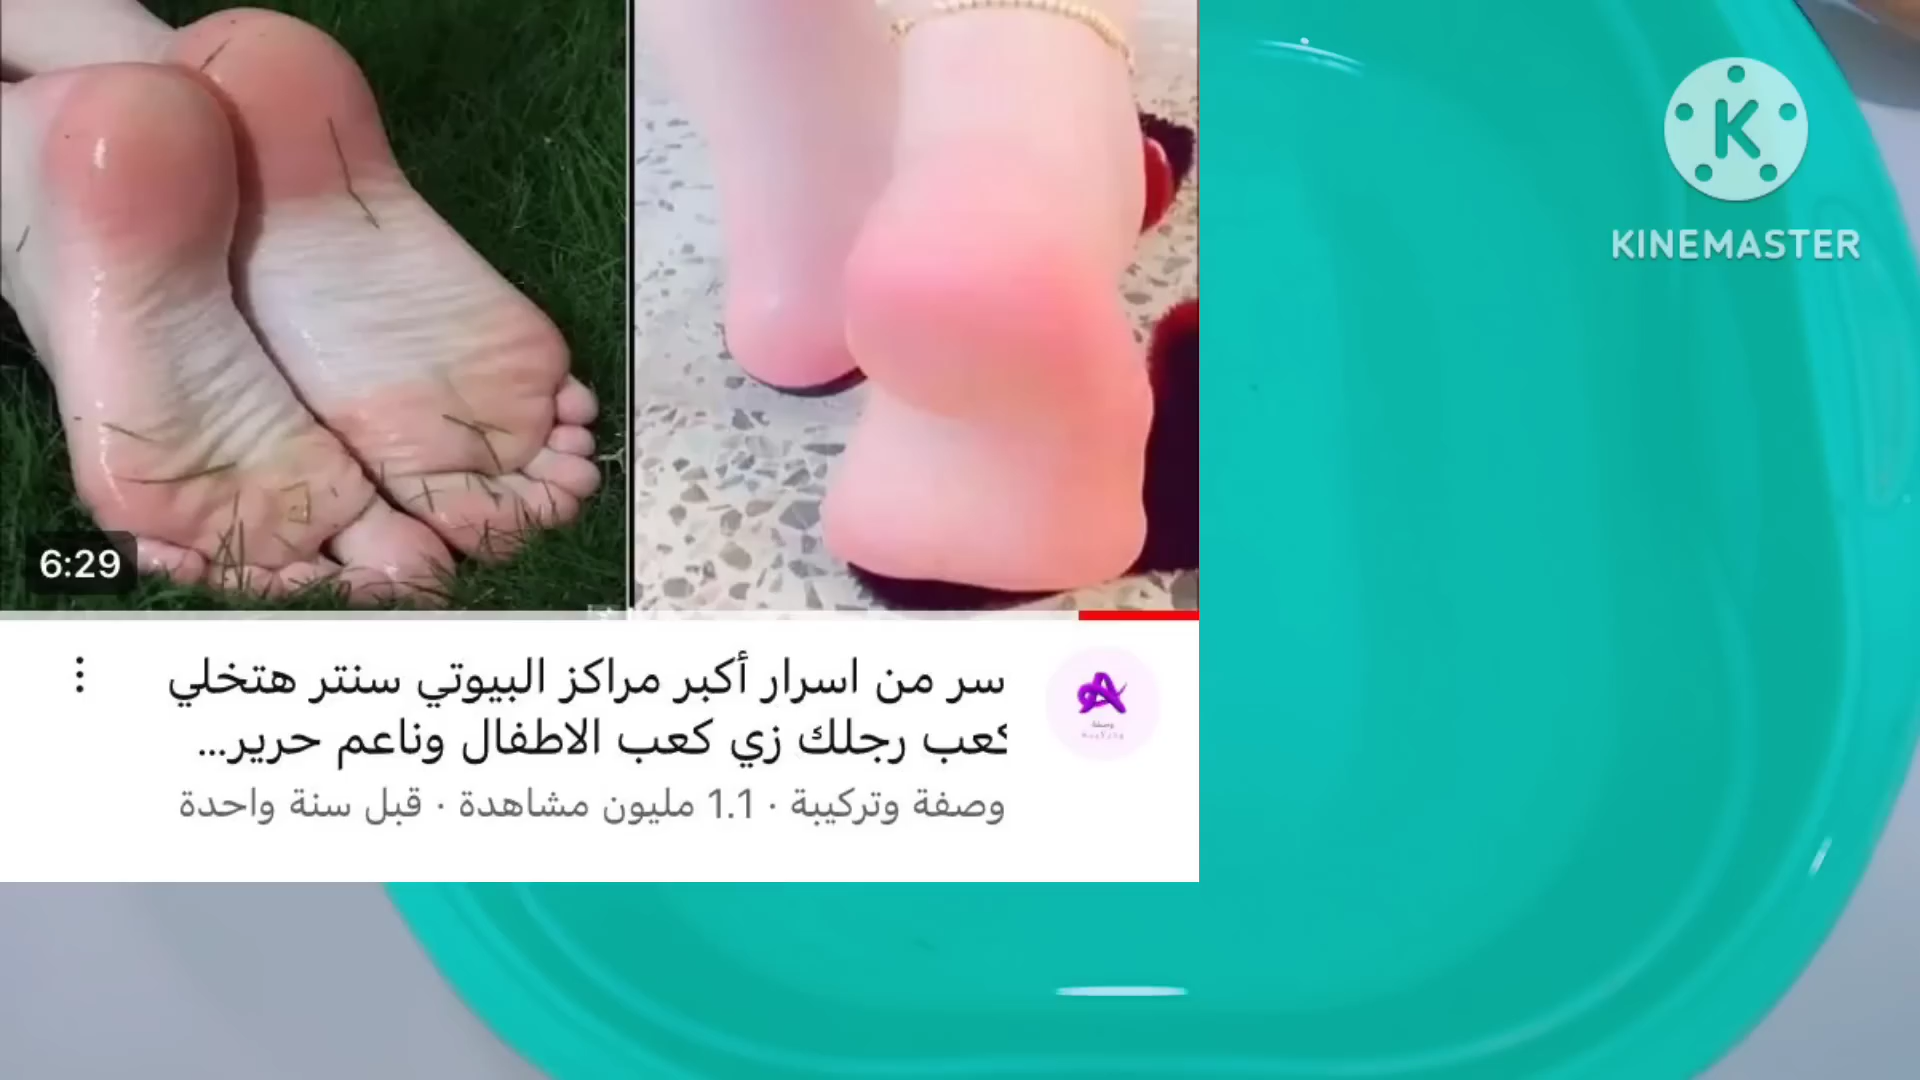 KINEMASTER
6:29
سر من اسرار أكبر مراكز البيوتي سنتر هتخلي
كعب رجلك زي كعب الاطفال وناعم حرير...
وصفة وتركيبة · 1.1 مليون مشاهدة · قبل سنة واحدة